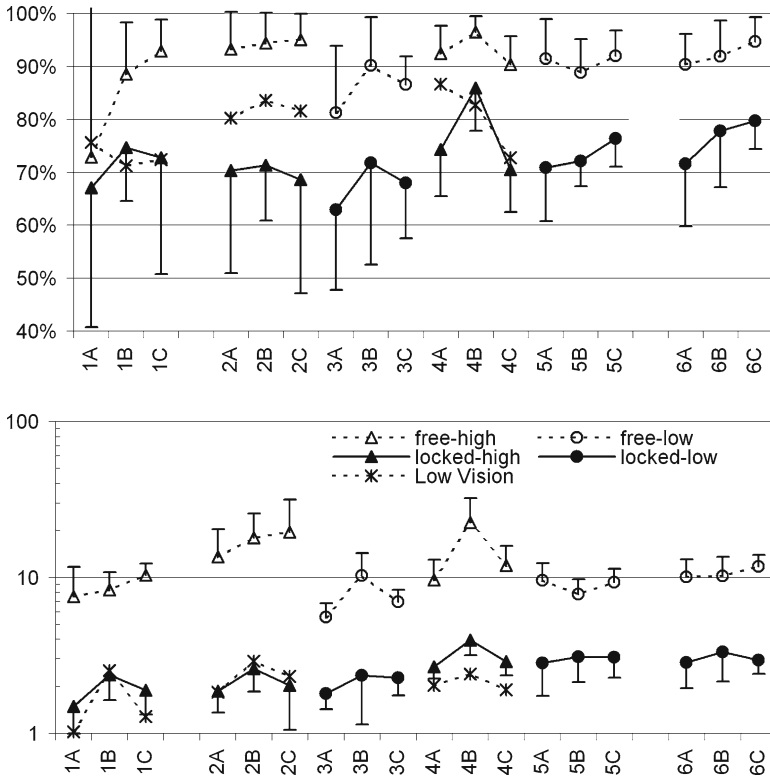 100%
90%
80%
70%
60%
50%
40%
1A 1B 1C 2A 2B 2C 3A 3B 3C 4A 4B 4C 5A 5B 5C 6A 6B 6C
100
free-high free-low
locked-high locked-low
Low Vision
10
1
1A 1B 1C 2A 2B 2C 3A 3B 3C 4A 4B 4C 5A 5B 5C 6A 6B 6C